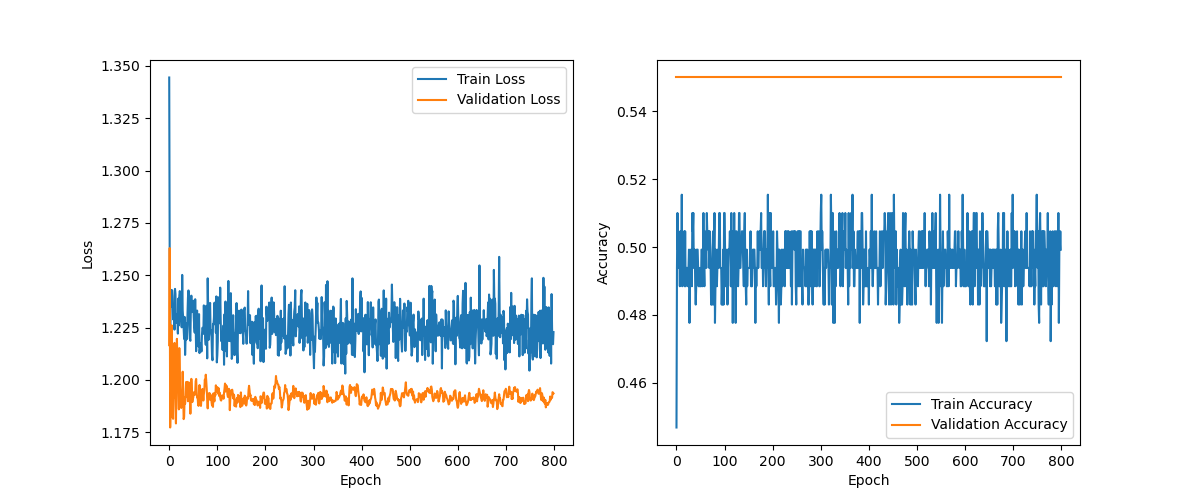 1.350
1.325
1.300
1.275
1.250
1.225
1.200
1.175
Loss
0 100 200 300 400 500 600 700 800
Epoch
Train Loss
Validation Loss
0.54
0.52
0.50
0.48
0.46
Accuracy
0 100 200 300 400 500 600 700 800
Epoch
Train Accuracy
Validation Accuracy